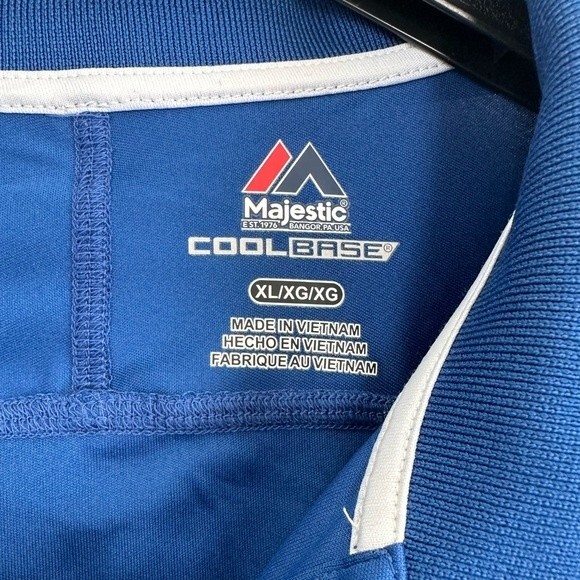 Majestic®
EST. 1976 BANGOR, PA, USA
COOLBASE®
XL/XG/XG
MADE IN VIETNAM
HECHO EN VIETNAM
FABRIQUE AU VIETNAM